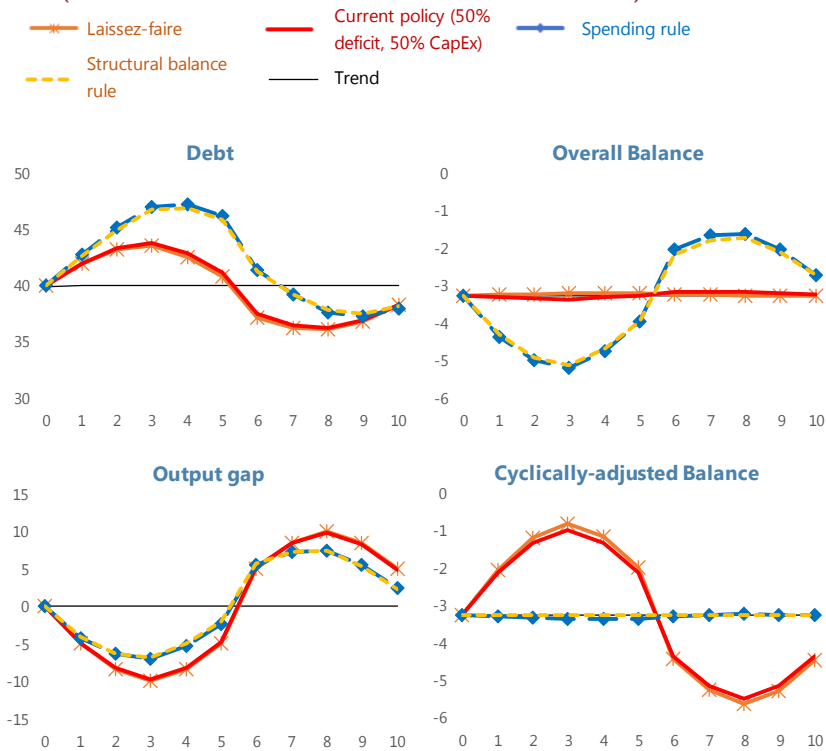 Laissez-faire
Current policy (50% deficit, 50% CapEx)
Spending rule
Structural balance rule
Trend
Debt
50
45
40
35
30
0 1 2 3 4 5 6 7 8 9 10
Overall Balance
0
-1
-2
-3
-4
-5
-6
0 1 2 3 4 5 6 7 8 9 10
Output gap
15
10
5
0
-5
-10
-15
0 1 2 3 4 5 6 7 8 9 10
Cyclically-adjusted Balance
0
-1
-2
-3
-4
-5
-6
0 1 2 3 4 5 6 7 8 9 10